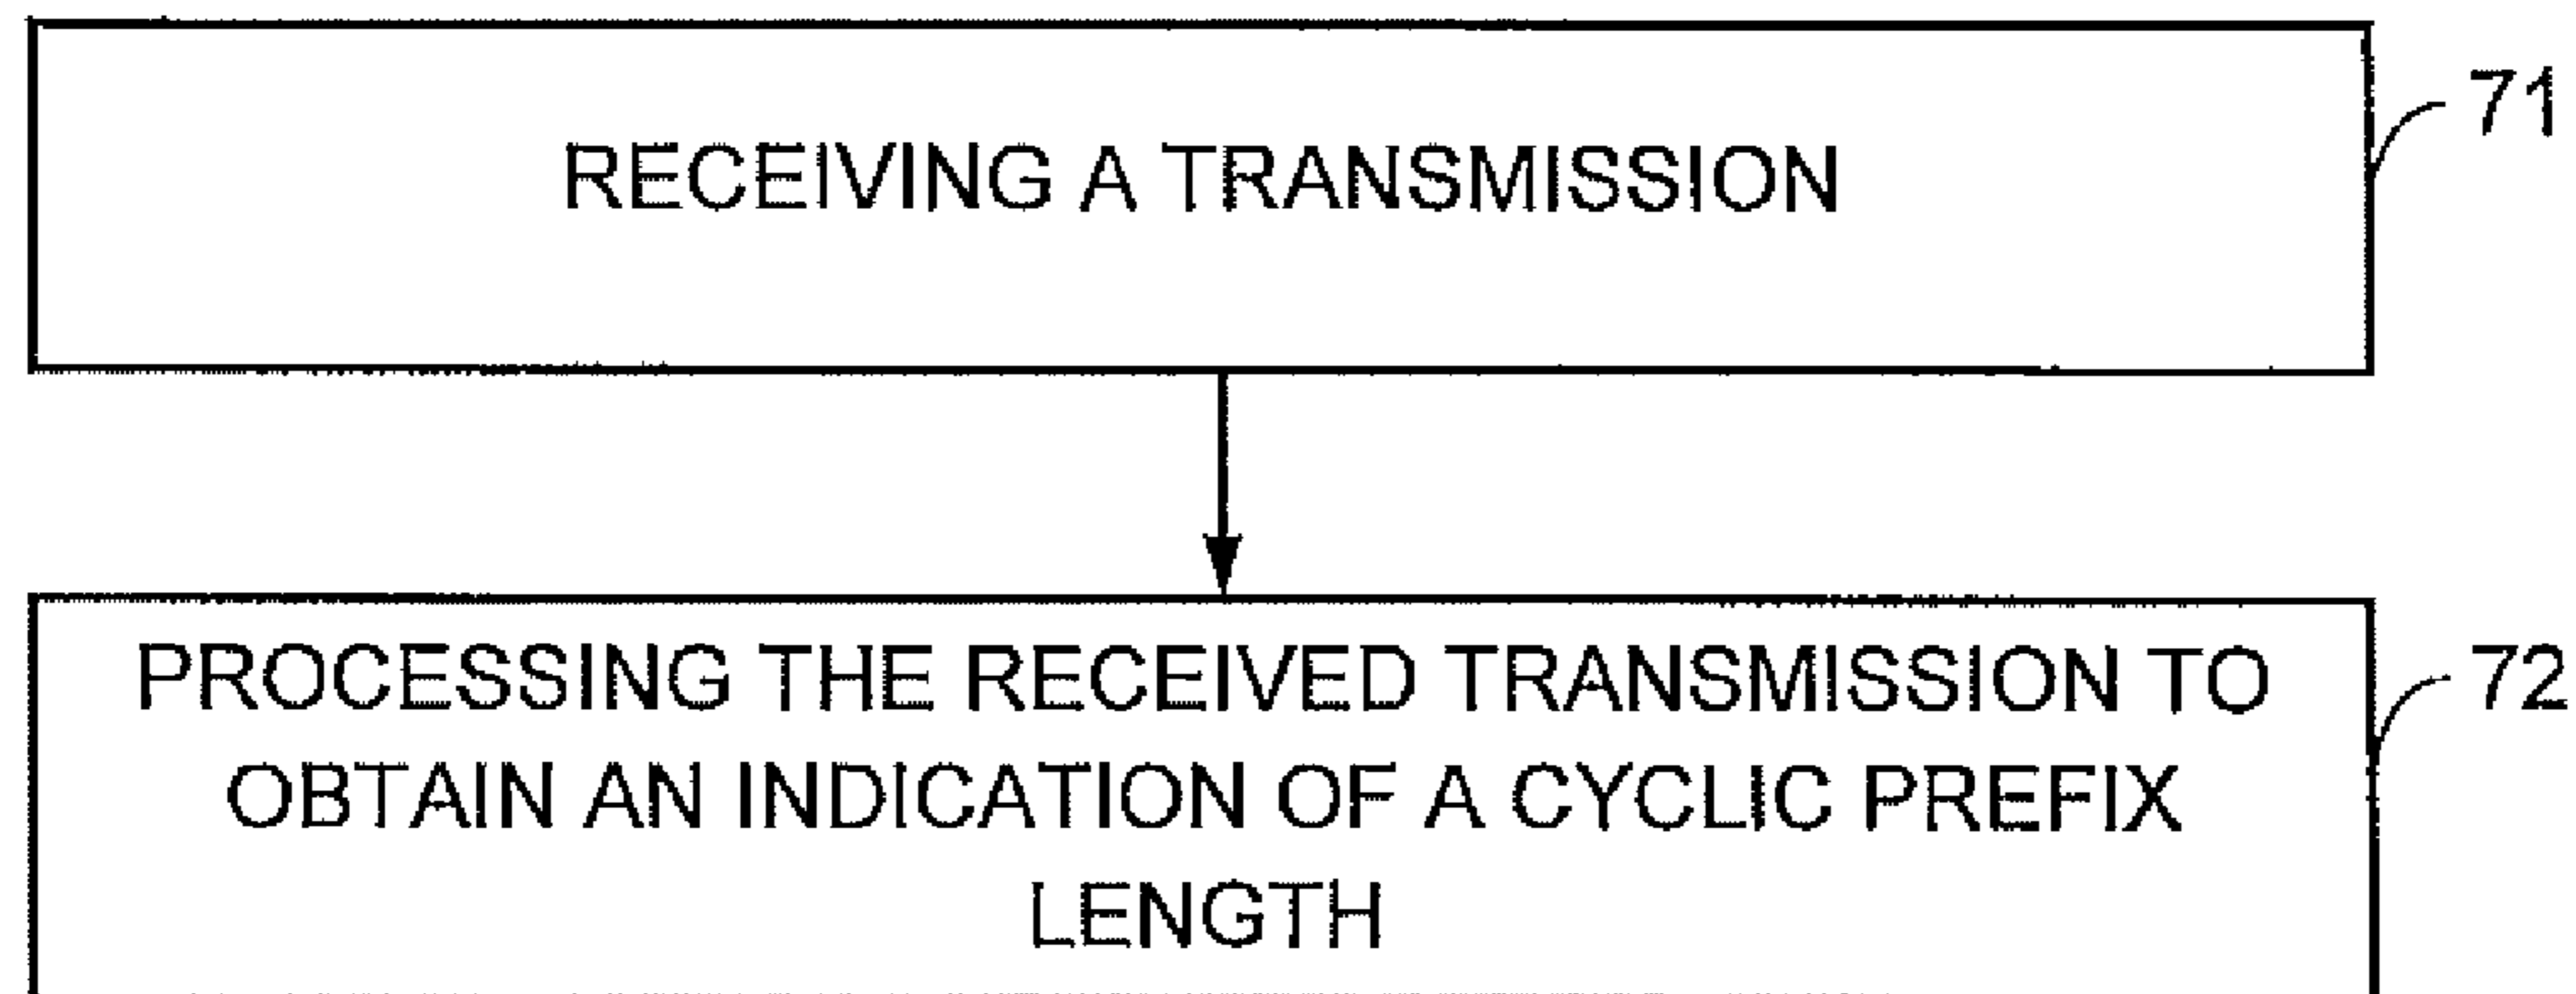 RECEIVING A TRANSMISSION
71
PROCESSING THE RECEIVED TRANSMISSION TO
OBTAIN AN INDICATION OF A CYCLIC PREFIX
LENGTH
72